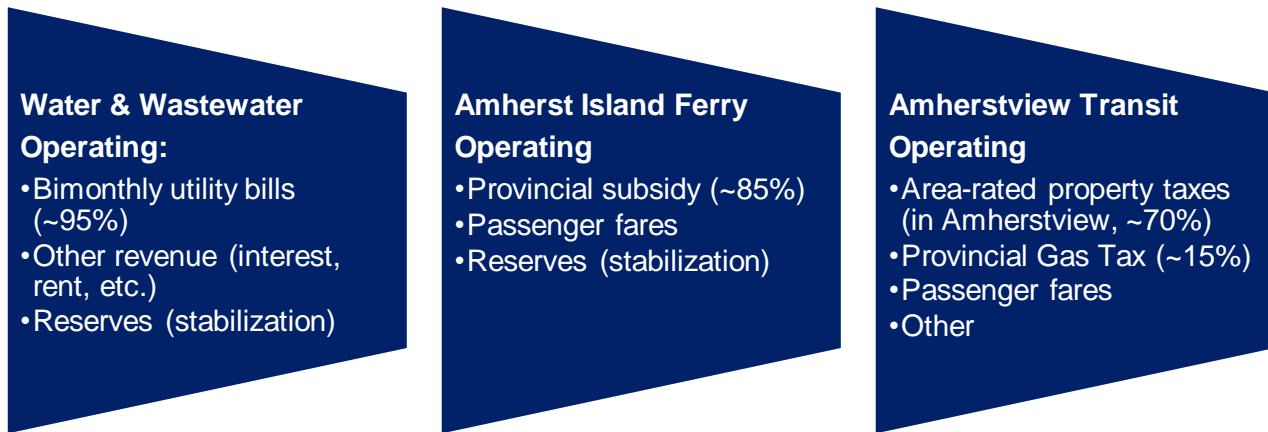 Water & Wastewater
Operating:
•Bimonthly utility bills
(~95%)
•Other revenue (interest,
rent, etc.)
•Reserves (stabilization)
Amherst Island Ferry
Operating
•Provincial subsidy (~85%)
•Passenger fares
•Reserves (stabilization)
Amherstview Transit
Operating
•Area-rated property taxes
(in Amherstview, ~70%)
•Provincial Gas Tax (~15%)
•Passenger fares
•Other